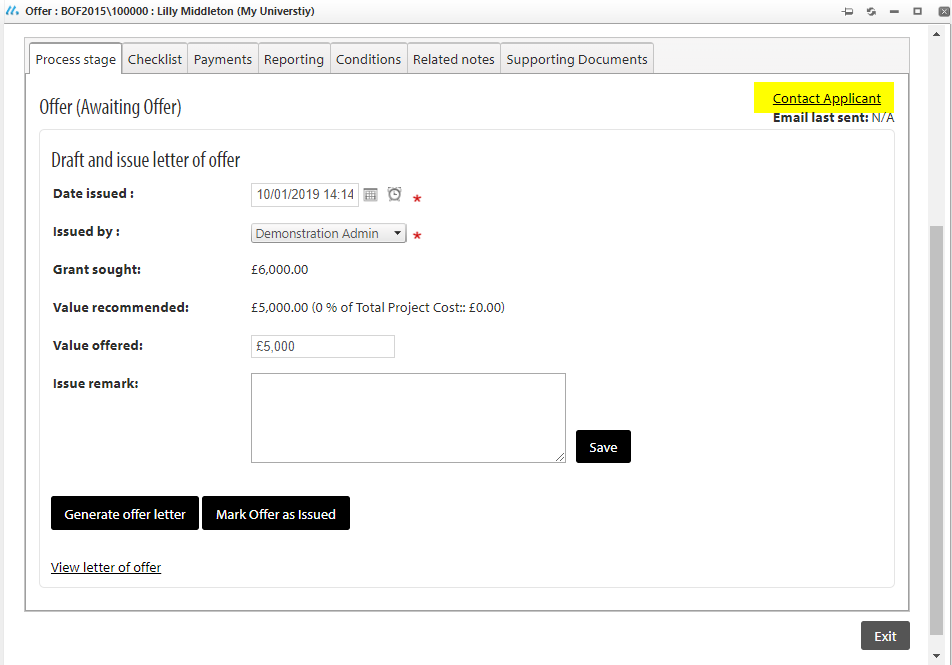 Offer : BOF2015\100000 : Lilly Middleton (My Universtiy)
Process stage Checklist Payments Reporting Conditions Related notes Supporting Documents
Offer (Awaiting Offer)
Contact Applicant
Email last sent: N/A
Draft and issue letter of offer
Date issued : 10/01/2019 14:14 *
Issued by : Demonstration Admin *
Grant sought: £6,000.00
Value recommended: £5,000.00 (0 % of Total Project Cost:: £0.00)
Value offered: £5,000
Issue remark:
Save
Generate offer letter Mark Offer as Issued
View letter of offer
Exit